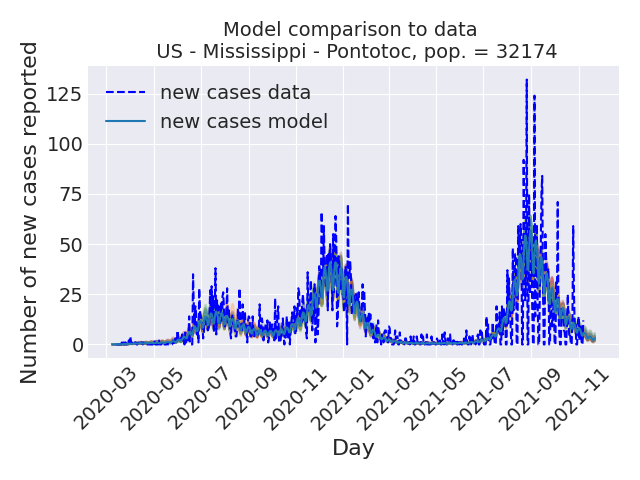 Model comparison to data
US - Mississippi - Pontotoc, pop. = 32174
Number of new cases reported
125
100
75
50
25
0
new cases data
new cases model
2020-03
2020-05
2020-07
2020-09
2020-11
2021-01
2021-03
2021-05
2021-07
2021-09
2021-11
Day